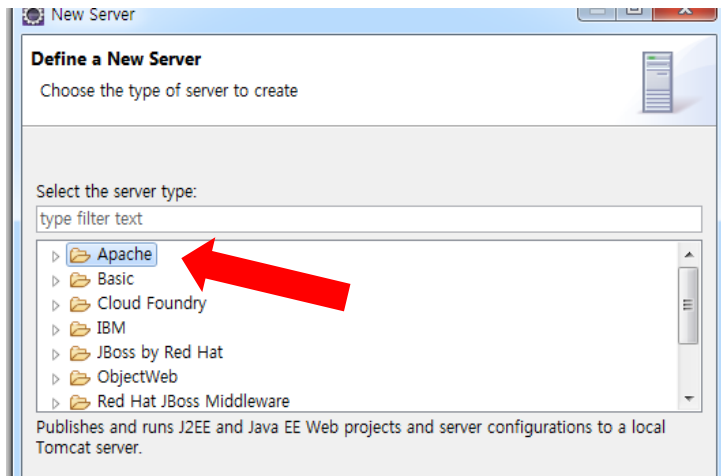 New Server
Define a New Server
Choose the type of server to create
Select the server type:
type filter text
Apache
Basic
Cloud Foundry
IBM
JBoss by Red Hat
ObjectWeb
Red Hat JBoss Middleware
Publishes and runs J2EE and Java EE Web projects and server configurations to a local
Tomcat server.